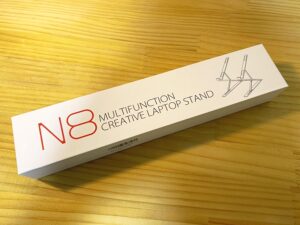 N8
MULTIFUNCTION
CREATIVE LAPTOP STAND